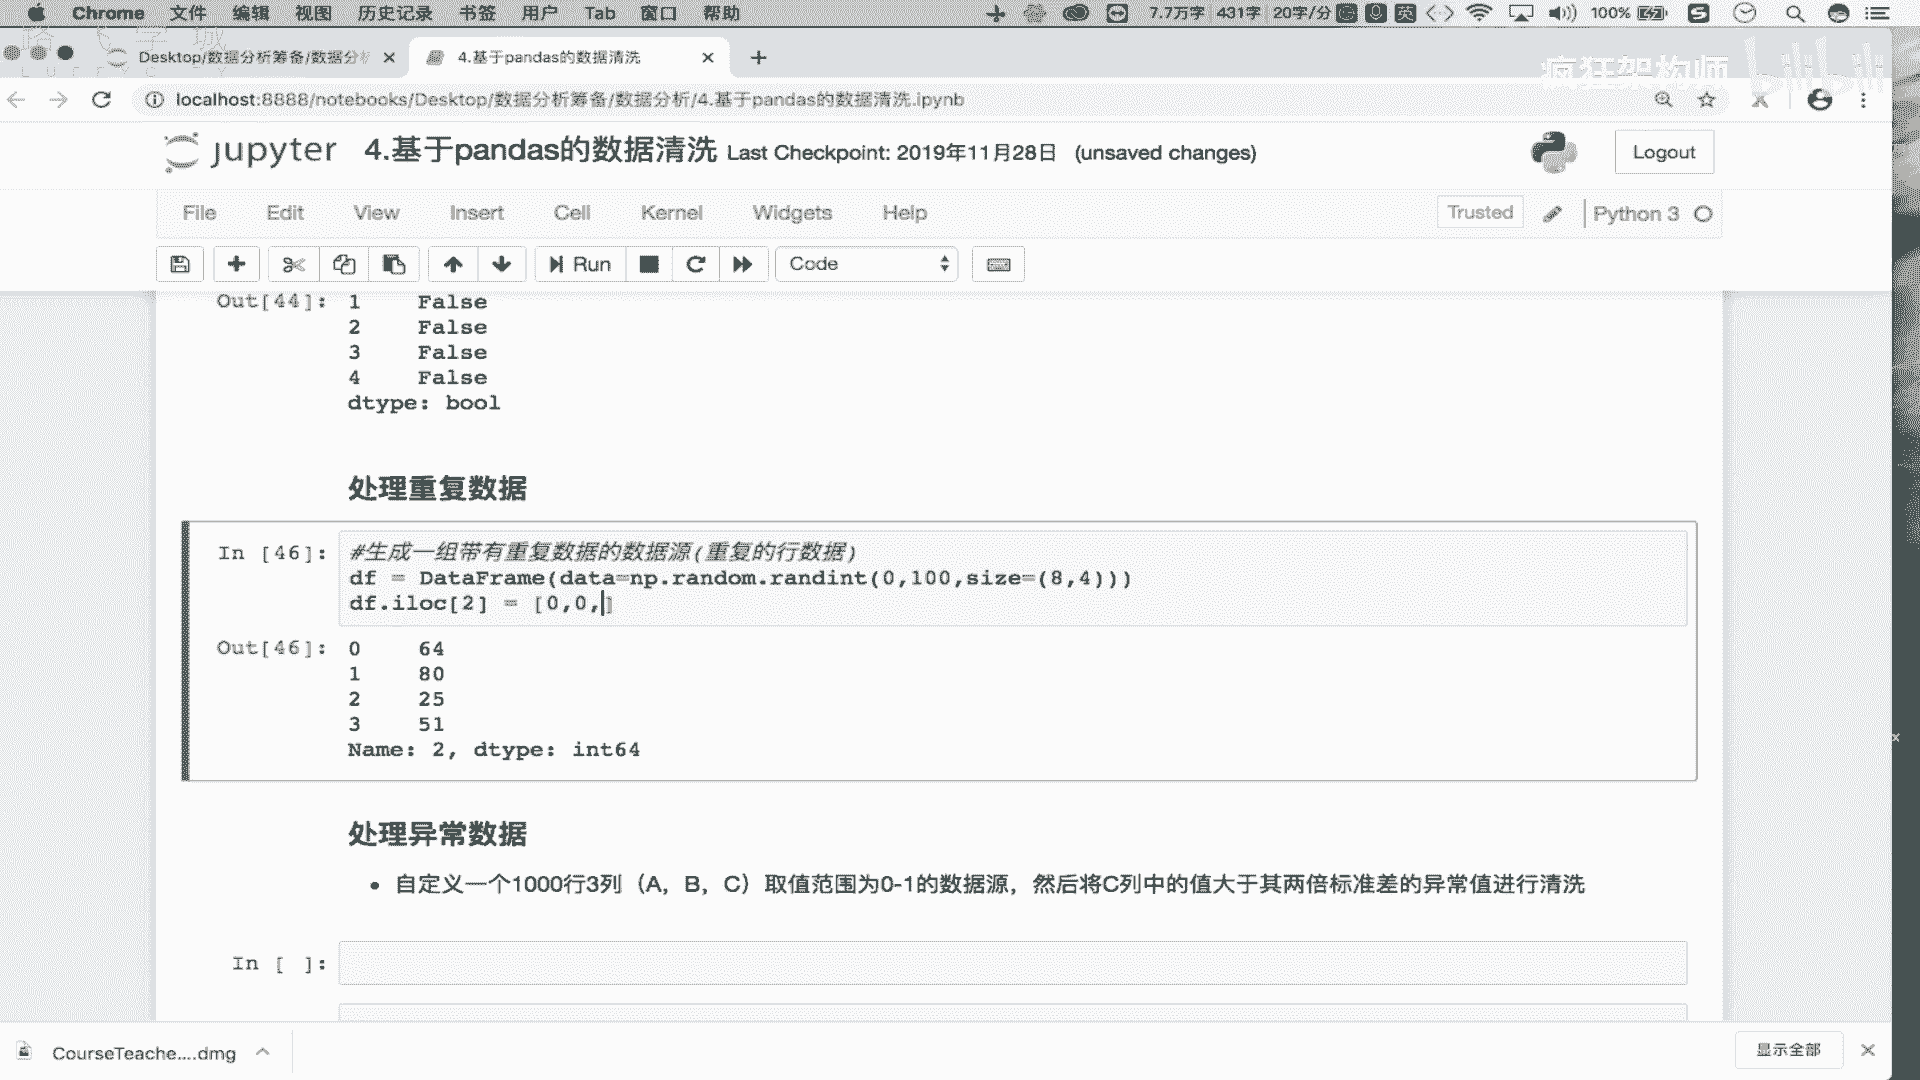 Chrome 文件 编辑 视图 历史记录 书签 用户 Tab 窗口 帮助 7.7万字 431字 20字/分 英 100%
Desktop/数据分析筹备/数据分析 4.基于pandas的数据清洗
疯狂架构师 bilibili
localhost:8888/notebooks/Desktop/数据分析筹备/数据分析/4.基于pandas的数据清洗.ipynb
jupyter 4.基于pandas的数据清洗 Last Checkpoint: 2019年11月28日 (unsaved changes) Logout
File Edit View Insert Cell Kernel Widgets Help Trusted Python 3
Run Code
Out[44]: 1 False
2 False
3 False
4 False
dtype: bool
处理重复数据
In [46]: #生成一组带有重复数据的数据源(重复的行数据)
df = DataFrame(data=np.random.randint(0,100,size=(8,4)))
df.iloc[2] = [0,0,]
Out[46]: 0 64
1 80
2 25
3 51
Name: 2, dtype: int64
处理异常数据
• 自定义一个1000行3列（A，B，C）取值范围为0-1的数据源，然后将C列中的值大于其两倍标准差的异常值进行清洗
In [ ]:
CourseTeache....dmg 显示全部